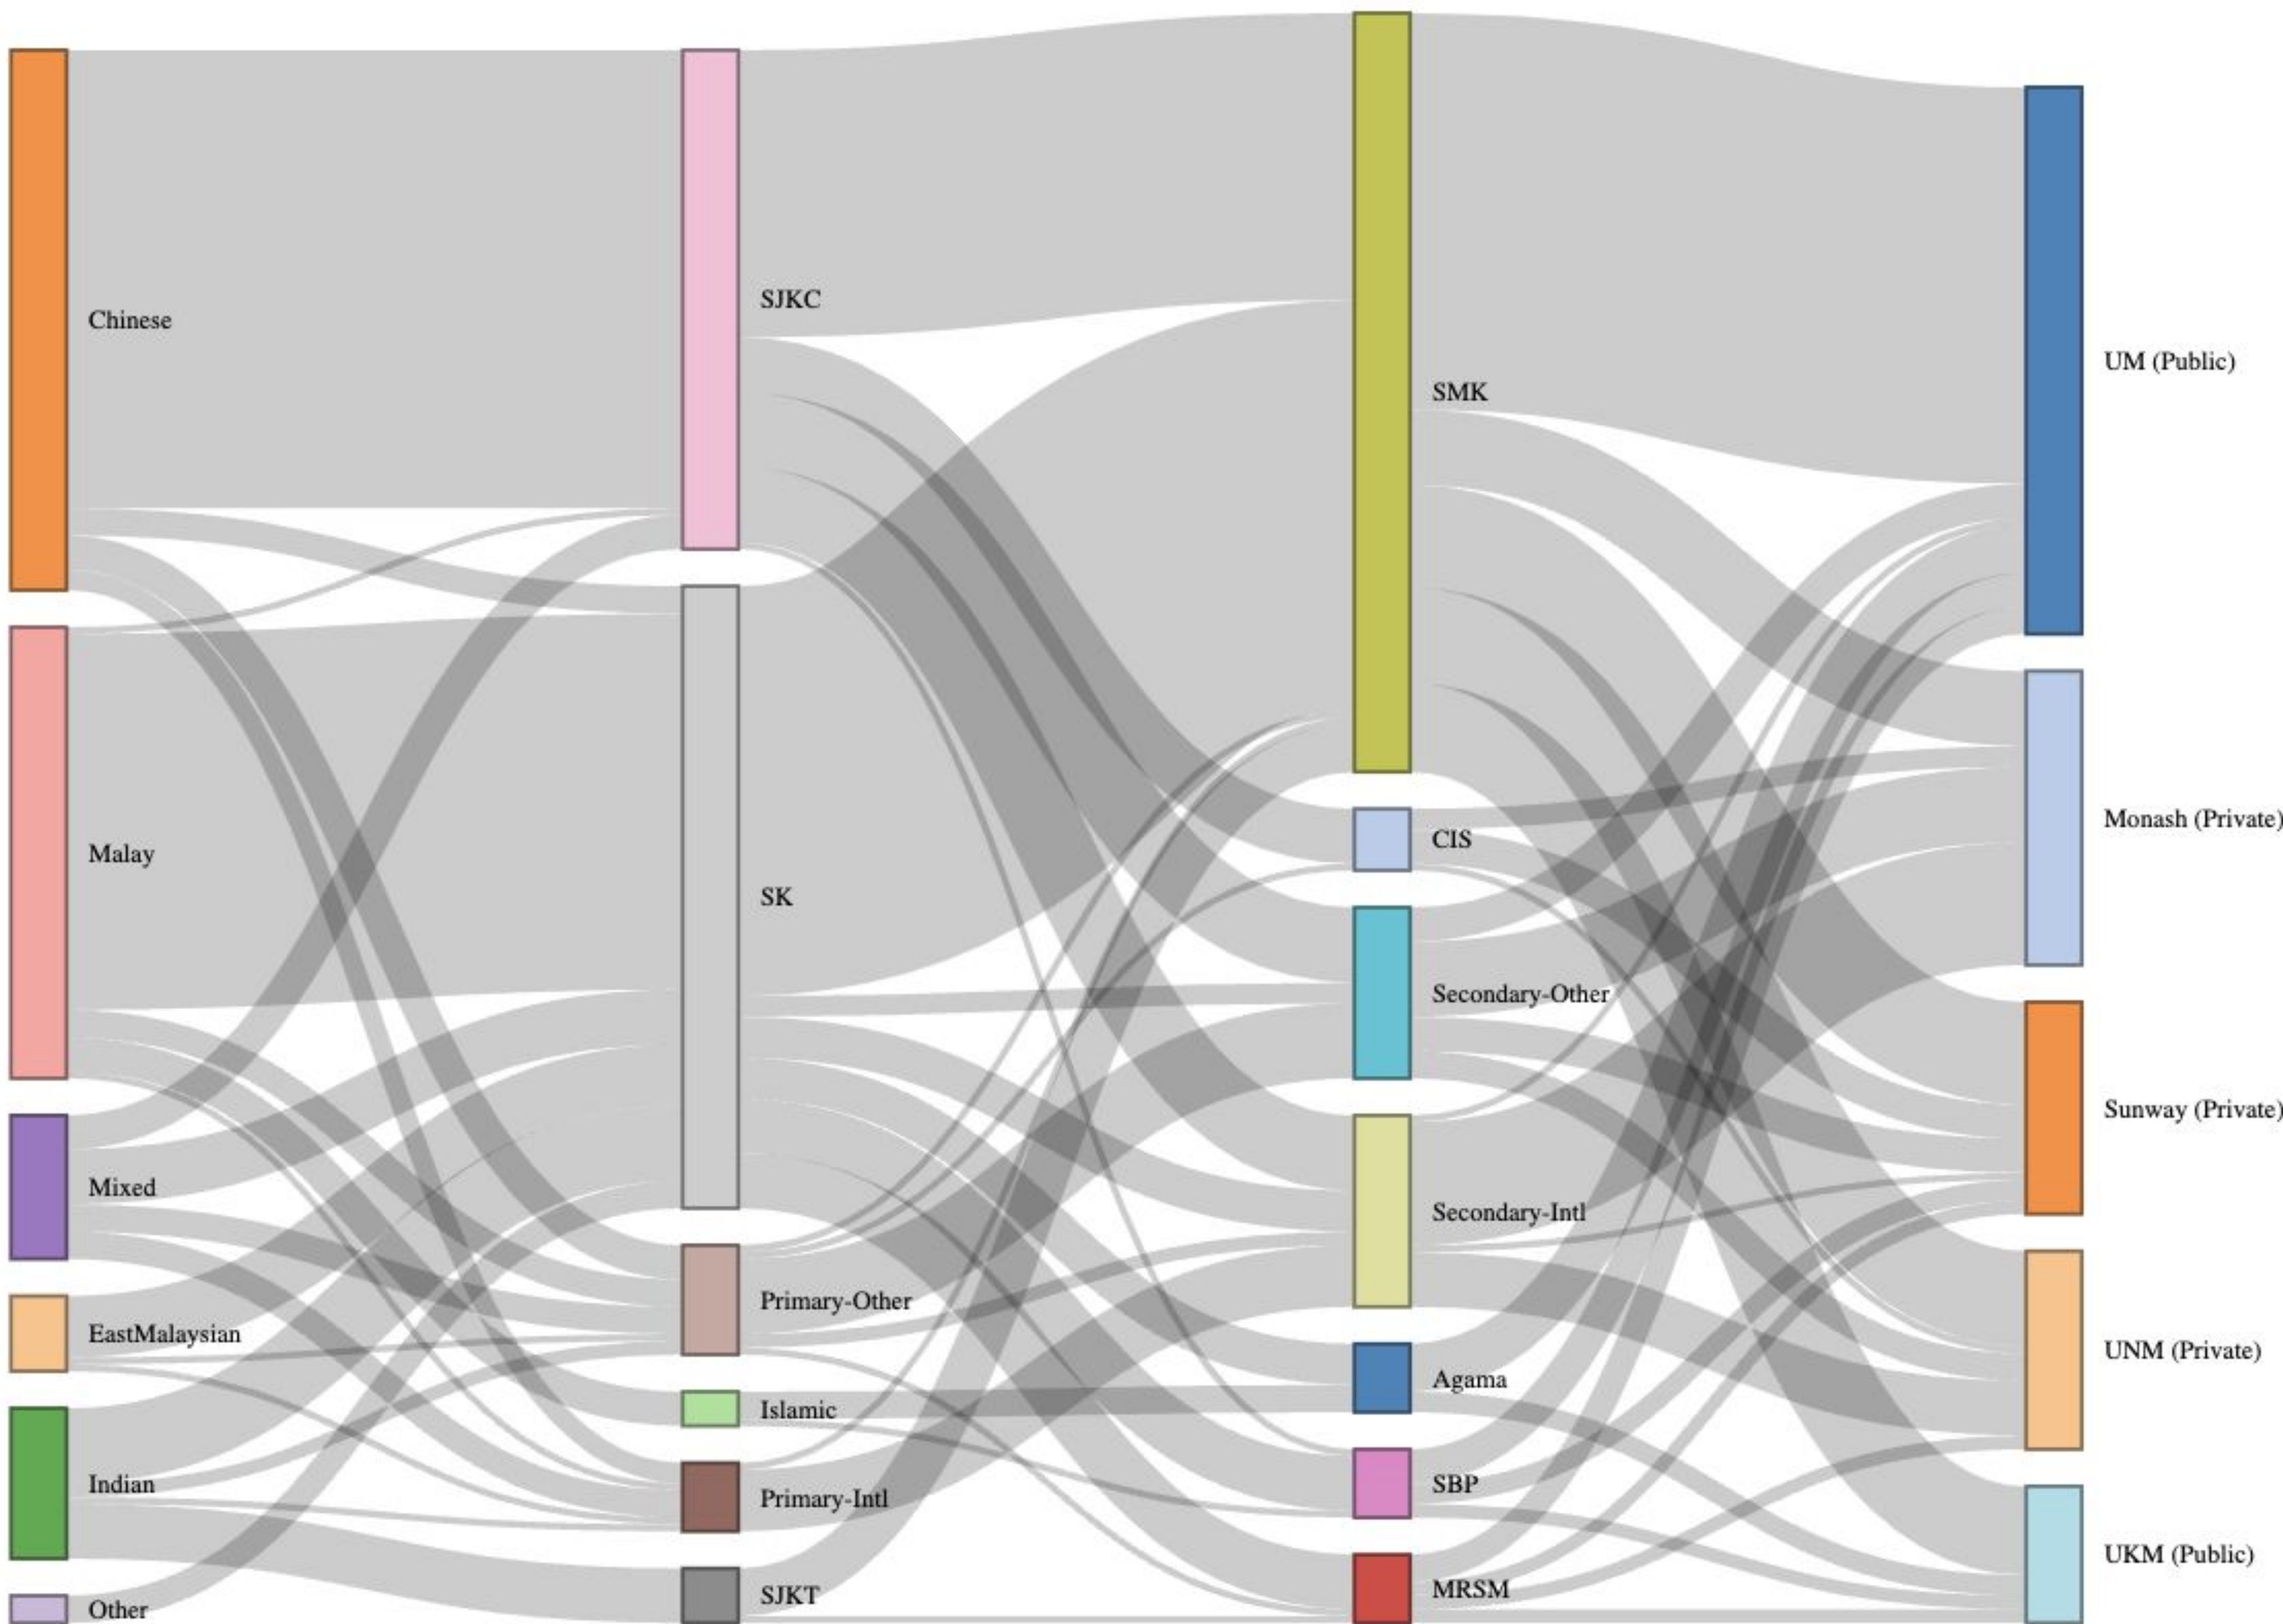 Chinese
Malay
Mixed
EastMalaysian
Indian
Other
SJKC
SK
Primary-Other
Islamic
Primary-Intl
SJKT
SMK
CIS
Secondary-Other
Secondary-Intl
Agama
SBP
MRSM
UM (Public)
Monash (Private)
Sunway (Private)
UNM (Private)
UKM (Public)